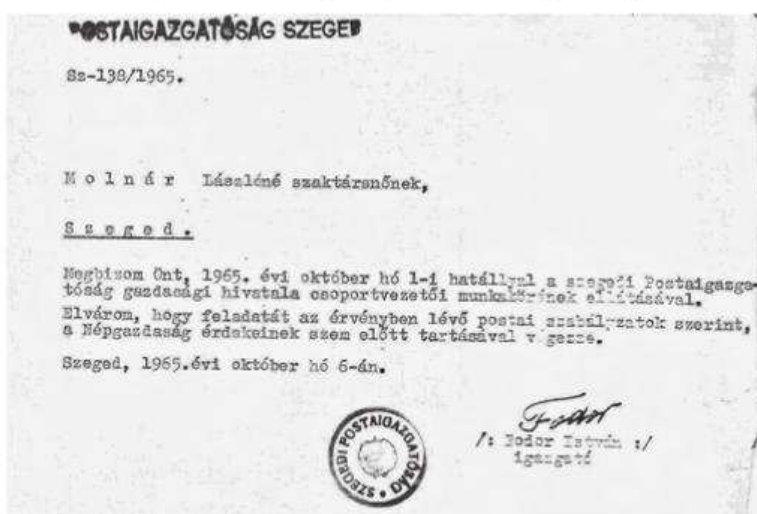 POSTAIGAZGATÓSÁG SZEGED
Sz-138/1965.
Molnár Lászlóné szaktársnőnek,
Szeged.
Megbizom Önt, 1965. évi október hó 1-i hatállyal a szegedi Postaigazga-
tóság gazdasági hivatala csoportvezetői munkakörének ellátásával.
Elvárom, hogy feladatát az érvényben lévő postai szabályzatok szerint,
a Népgazdaság érdekeinek szem előtt tartásával végezze.
Szeged, 1965.évi október hó 6-án.
Fodor
/: Fodor István :/
igazgató
SZEGEDI POSTAIGAZGATÓSÁG